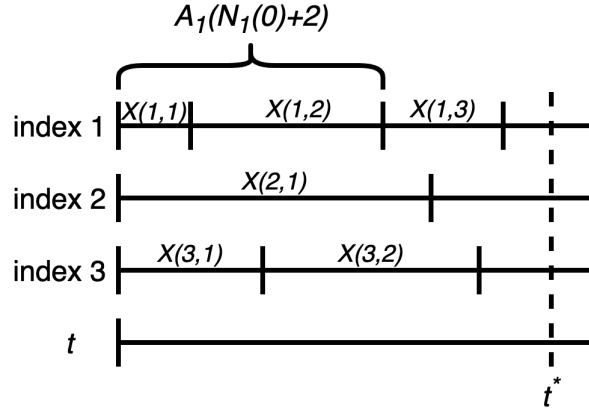 A₁(N₁(0)+2)
index 1 X(1,1) X(1,2) X(1,3)
index 2 X(2,1)
index 3 X(3,1) X(3,2)
t
t*